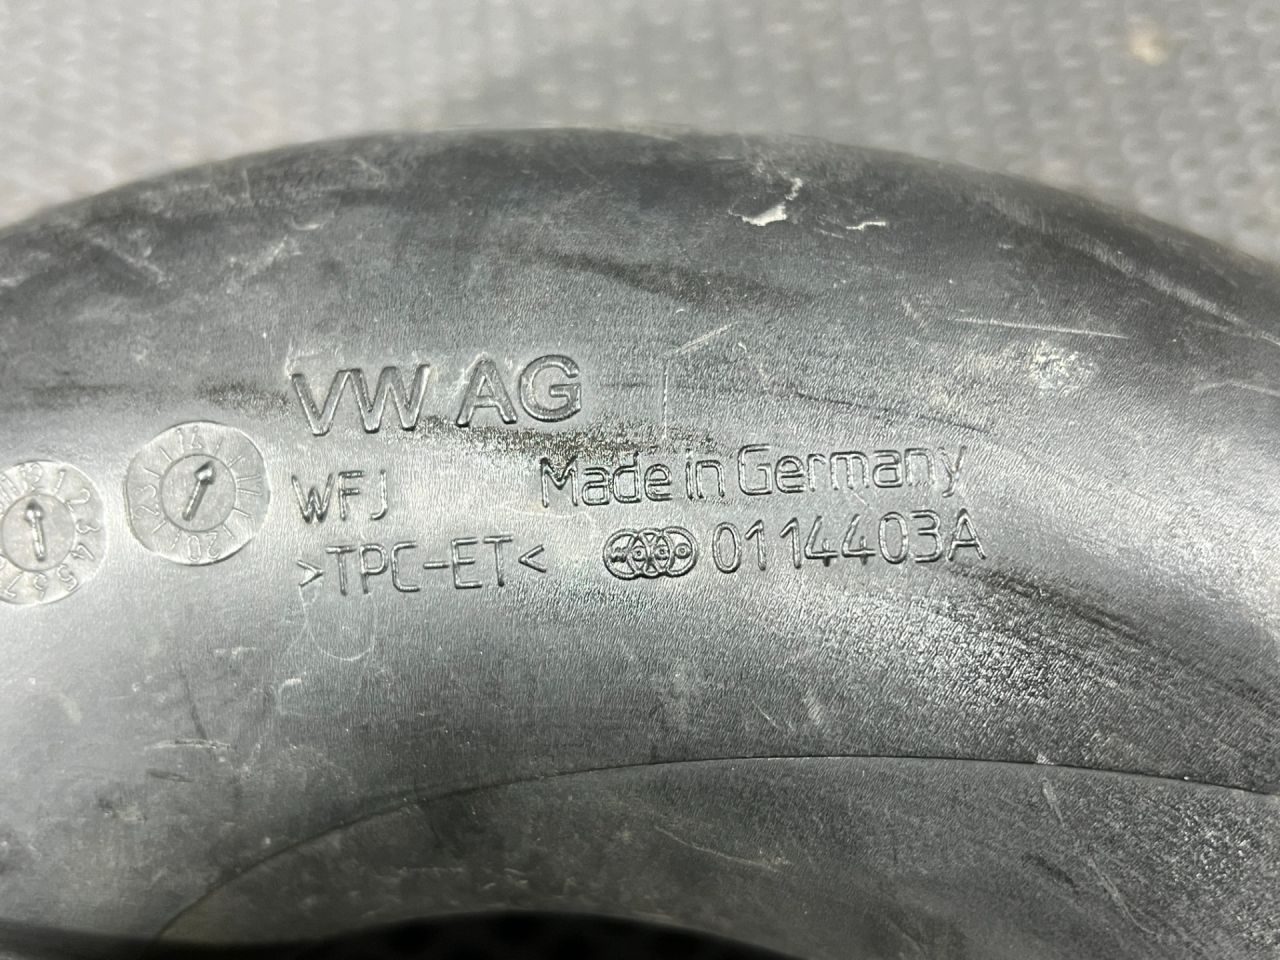 VW AG
WFJ
Made in Germany
>TPC-ET<
0114403A